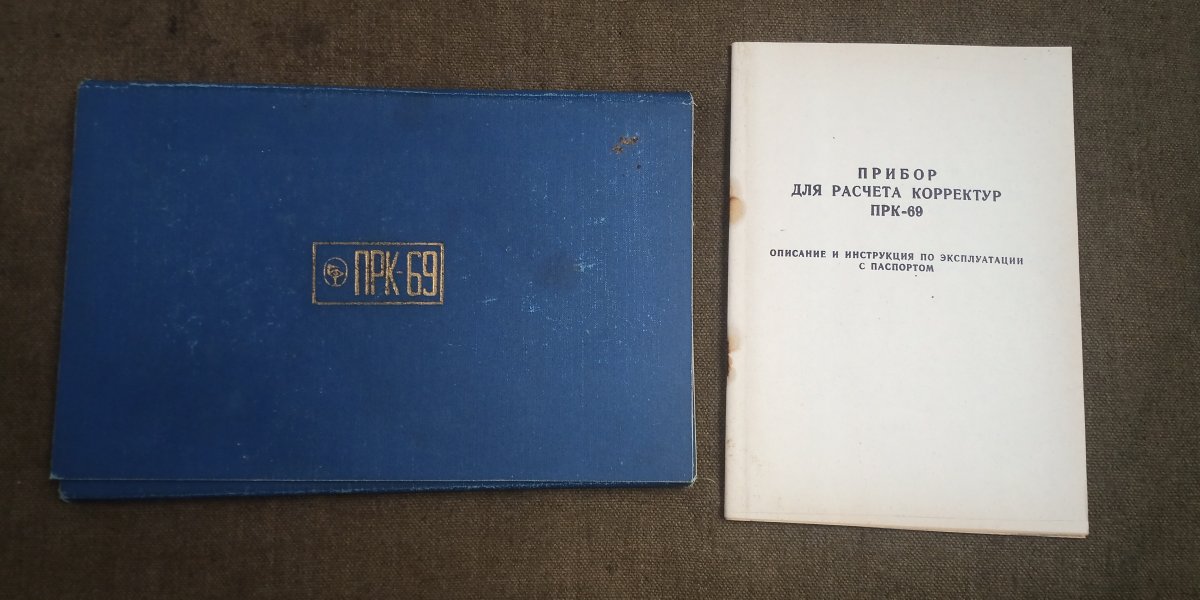 ПРК-69
ПРИБОР
ДЛЯ РАСЧЕТА КОРРЕКТУР
ПРК-69
ОПИСАНИЕ И ИНСТРУКЦИЯ ПО ЭКСПЛУАТАЦИИ
С ПАСПОРТОМ